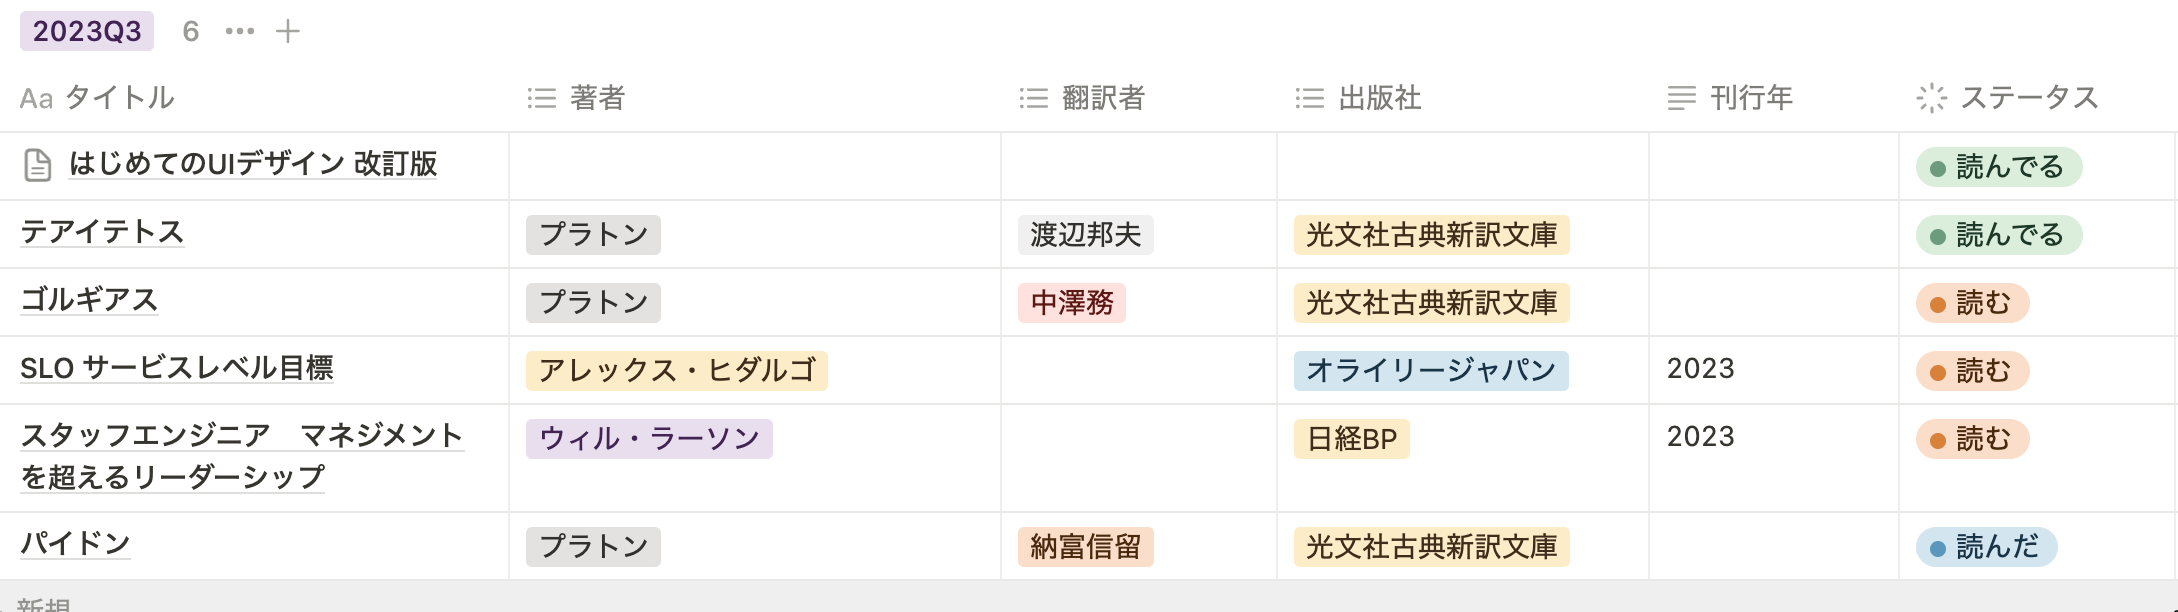 2023Q3 6 ••• +
Aa タイトル 著者 翻訳者 出版社 刊行年 ステータス
はじめてのUIデザイン 改訂版 読んでる
テアイテトス プラトン 渡辺邦夫 光文社古典新訳文庫 読んでる
ゴルギアス プラトン 中澤務 光文社古典新訳文庫 読む
SLO サービスレベル目標 アレックス・ヒダルゴ オライリージャパン 2023 読む
スタッフエンジニア　マネジメント ウィル・ラーソン 日経BP 2023 読む
を超えるリーダーシップ
パイドン プラトン 納富信留 光文社古典新訳文庫 読んだ
新規